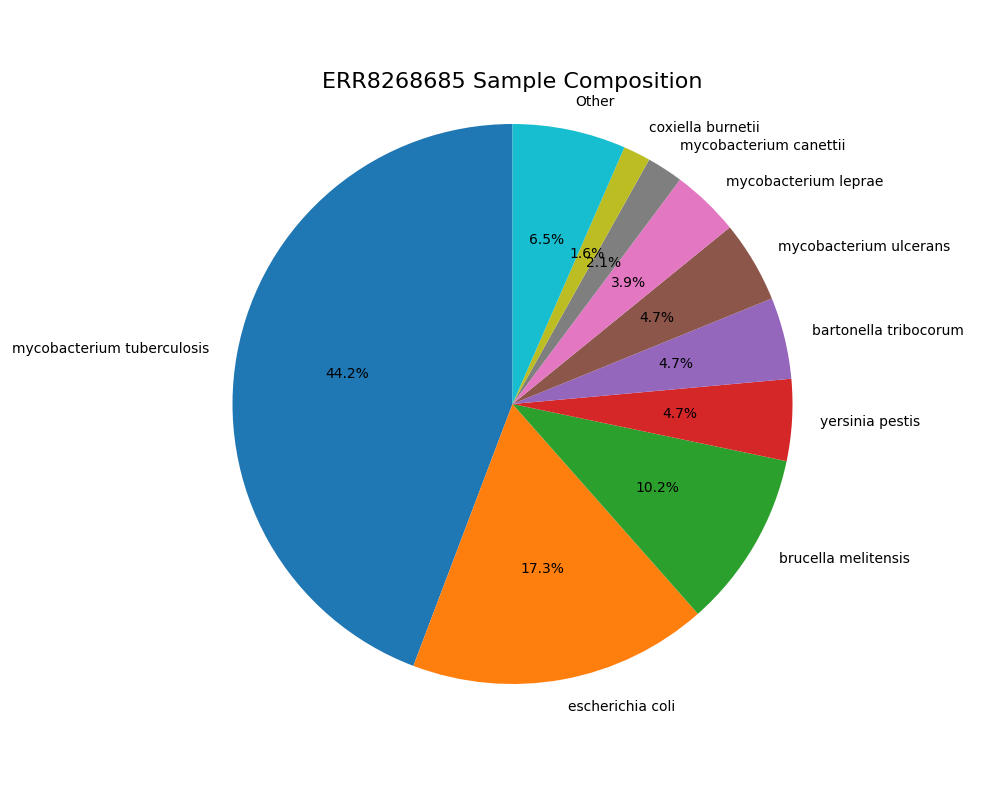 ERR8268685 Sample Composition
Other
coxiella burnetii
mycobacterium canettii
mycobacterium leprae
mycobacterium ulcerans
bartonella tribocorum
yersinia pestis
brucella melitensis
escherichia coli
mycobacterium tuberculosis
6.5%
1.6%
2.1%
3.9%
4.7%
4.7%
4.7%
10.2%
17.3%
44.2%